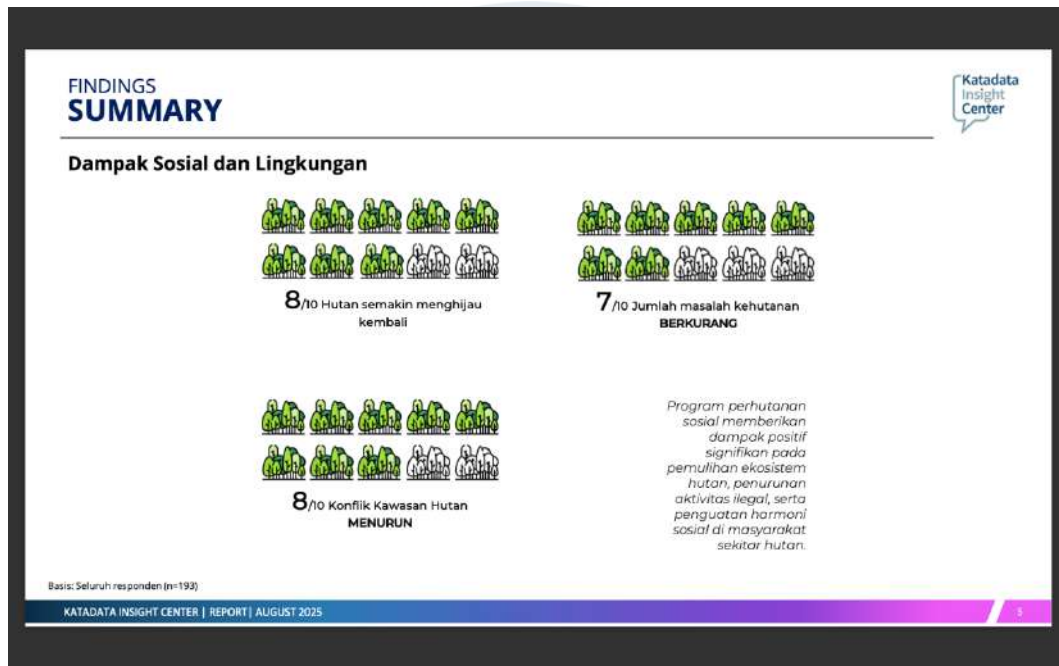 FINDINGS
SUMMARY
Katadata
Insight
Center
Dampak Sosial dan Lingkungan
8/10 Hutan semakin menghijau
kembali
7/10 Jumlah masalah kehutanan
BERKURANG
8/10 Konflik Kawasan Hutan
MENURUN
Program perhutanan
sosial memberikan
dampak positif
signifikan pada
pemulihan ekosistem
hutan, penurunan
aktivitas ilegal, serta
penguatan harmoni
sosial di masyarakat
sekitar hutan.
Basis: Seluruh responden (n=193)
KATADATA INSIGHT CENTER | REPORT| AUGUST 2025
5